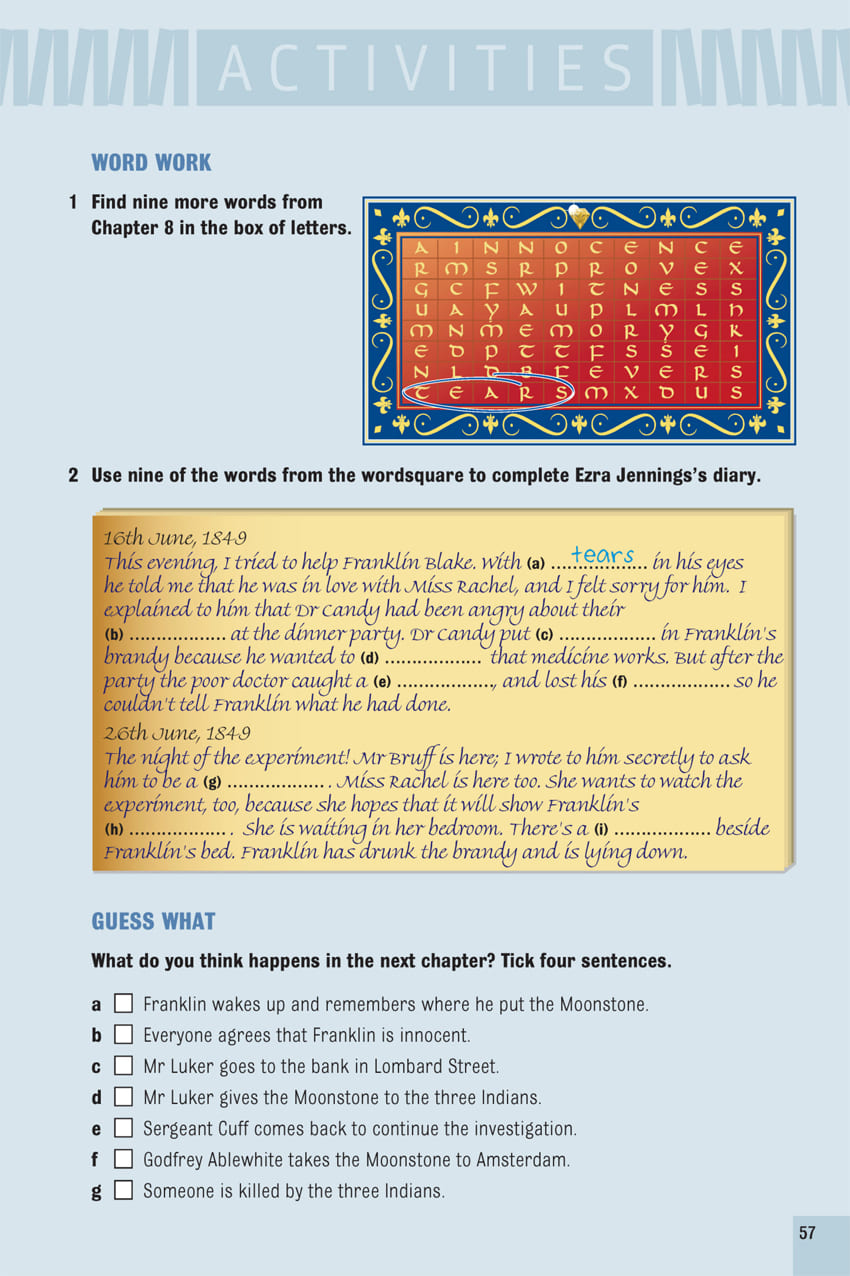 ACTIVITIES
WORD WORK
1 Find nine more words from
Chapter 8 in the box of letters.
A I N N O C E N C E
R M S R P R O V E X
G C F W I T N E S S
U A Y A U P L M L H
M N M E M O R Y G K
E D P T T F S S E I
N L D B F E V E R S
T E A R S M X D U S
2 Use nine of the words from the wordsquare to complete Ezra Jennings's diary.
16th June, 1849
This evening, I tried to help Franklin Blake. With (a) ...tears... in his eyes
he told me that he was in love with Miss Rachel, and I felt sorry for him. I
explained to him that Dr Candy had been angry about their
(b) .................. at the dinner party. Dr Candy put (c) .................. in Franklin's
brandy because he wanted to (d) .................. that medicine works. But after the
party the poor doctor caught a (e) .................., and lost his (f) .................. so he
couldn't tell Franklin what he had done.
26th June, 1849
The night of the experiment! Mr Bruff is here; I wrote to him secretly to ask
him to be a (g) .................. . Miss Rachel is here too. She wants to watch the
experiment, too, because she hopes that it will show Franklin's
(h) .................. . She is waiting in her bedroom. There's a (i) .................. beside
Franklin's bed. Franklin has drunk the brandy and is lying down.
GUESS WHAT
What do you think happens in the next chapter? Tick four sentences.
a Franklin wakes up and remembers where he put the Moonstone.
b Everyone agrees that Franklin is innocent.
c Mr Luker goes to the bank in Lombard Street.
d Mr Luker gives the Moonstone to the three Indians.
e Sergeant Cuff comes back to continue the investigation.
f Godfrey Ablewhite takes the Moonstone to Amsterdam.
g Someone is killed by the three Indians.
57